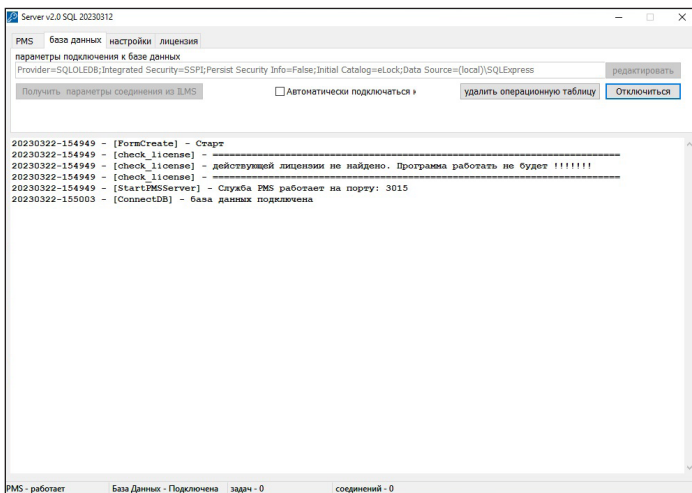 Server v2.0 SQL 20230312
PMS база данных настройки лицензия
параметры подключения к базе данных
Provider=SQLOLEDB;Integrated Security=SSPI;Persist Security Info=False;Initial Catalog=eLock;Data Source=(local)\SQLExpress редактировать
Получить параметры соединения из ILMS Автоматически подключаться удалить операционную таблицу Отключиться
20230322-154949 - [FormCreate] - Старт
20230322-154949 - [check_license] - ==================================================================
20230322-154949 - [check_license] - действующей лицензии не найдено. Программа работать не будет !!!!!!!
20230322-154949 - [check_license] - ==================================================================
20230322-154949 - [StartPMSServer] - Служба PMS работает на порту: 3015
20230322-155003 - [ConnectDB] - база данных подключена
PMS - работает База Данных - Подключена задач - 0 соединений - 0